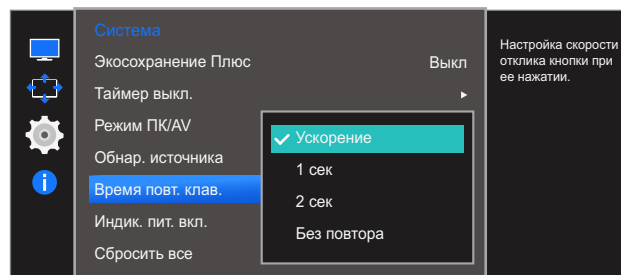 Система
Экосохранение Плюс
Выкл
Таймер выкл.
Режим ПК/AV
Обнар. источника
Время повт. клав.
Индик. пит. вкл.
Сбросить все
Ускорение
1 сек
2 сек
Без повтора
Настройка скорости
отклика кнопки при
ее нажатии.